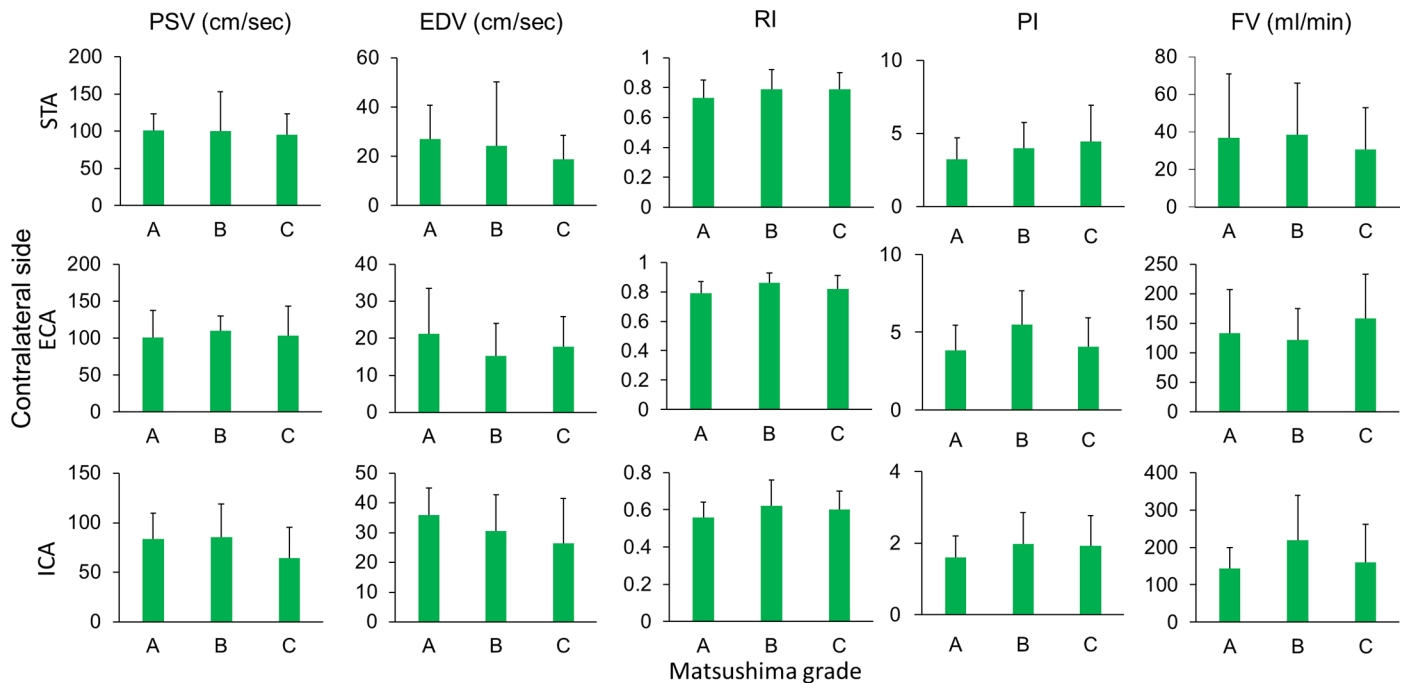 PSV (cm/sec) EDV (cm/sec) RI PI FV (ml/min)
Contralateral side
STA
200 150 100 50 0
A B C
60 40 20 0
A B C
1 0.8 0.6 0.4 0.2 0
A B C
10 5 0
A B C
80 60 40 20 0
A B C
ECA
200 150 100 50 0
A B C
40 30 20 10 0
A B C
1 0.8 0.6 0.4 0.2 0
A B C
10 5 0
A B C
250 200 150 100 50 0
A B C
ICA
150 100 50 0
A B C
50 40 30 20 10 0
A B C
0.8 0.6 0.4 0.2 0
A B C
4 2 0
A B C
400 300 200 100 0
A B C
Matsushima grade